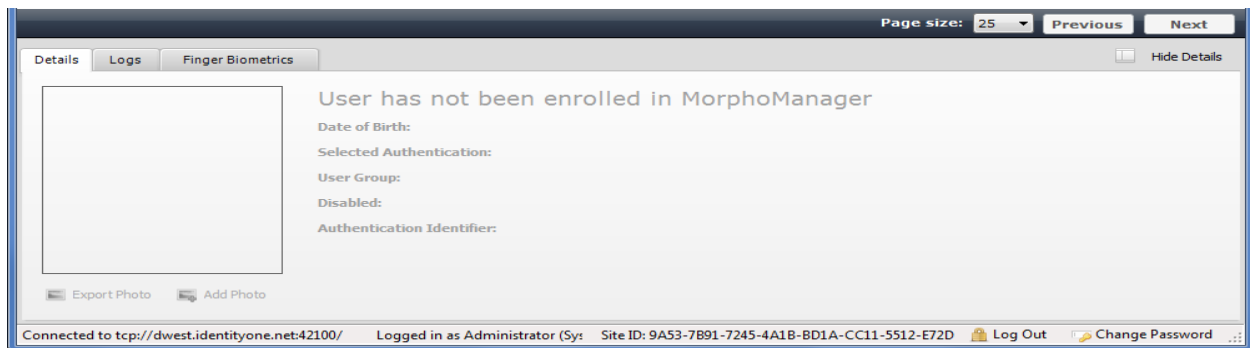 Page size: 25 Previous Next
Details Logs Finger Biometrics Hide Details
User has not been enrolled in MorphoManager
Date of Birth:
Selected Authentication:
User Group:
Disabled:
Authentication Identifier:
Export Photo Add Photo
Connected to tcp://dwest.identityone.net:42100/ Logged in as Administrator (Sys Site ID: 9A53-7B91-7245-4A1B-BD1A-CC11-5512-E72D Log Out Change Password